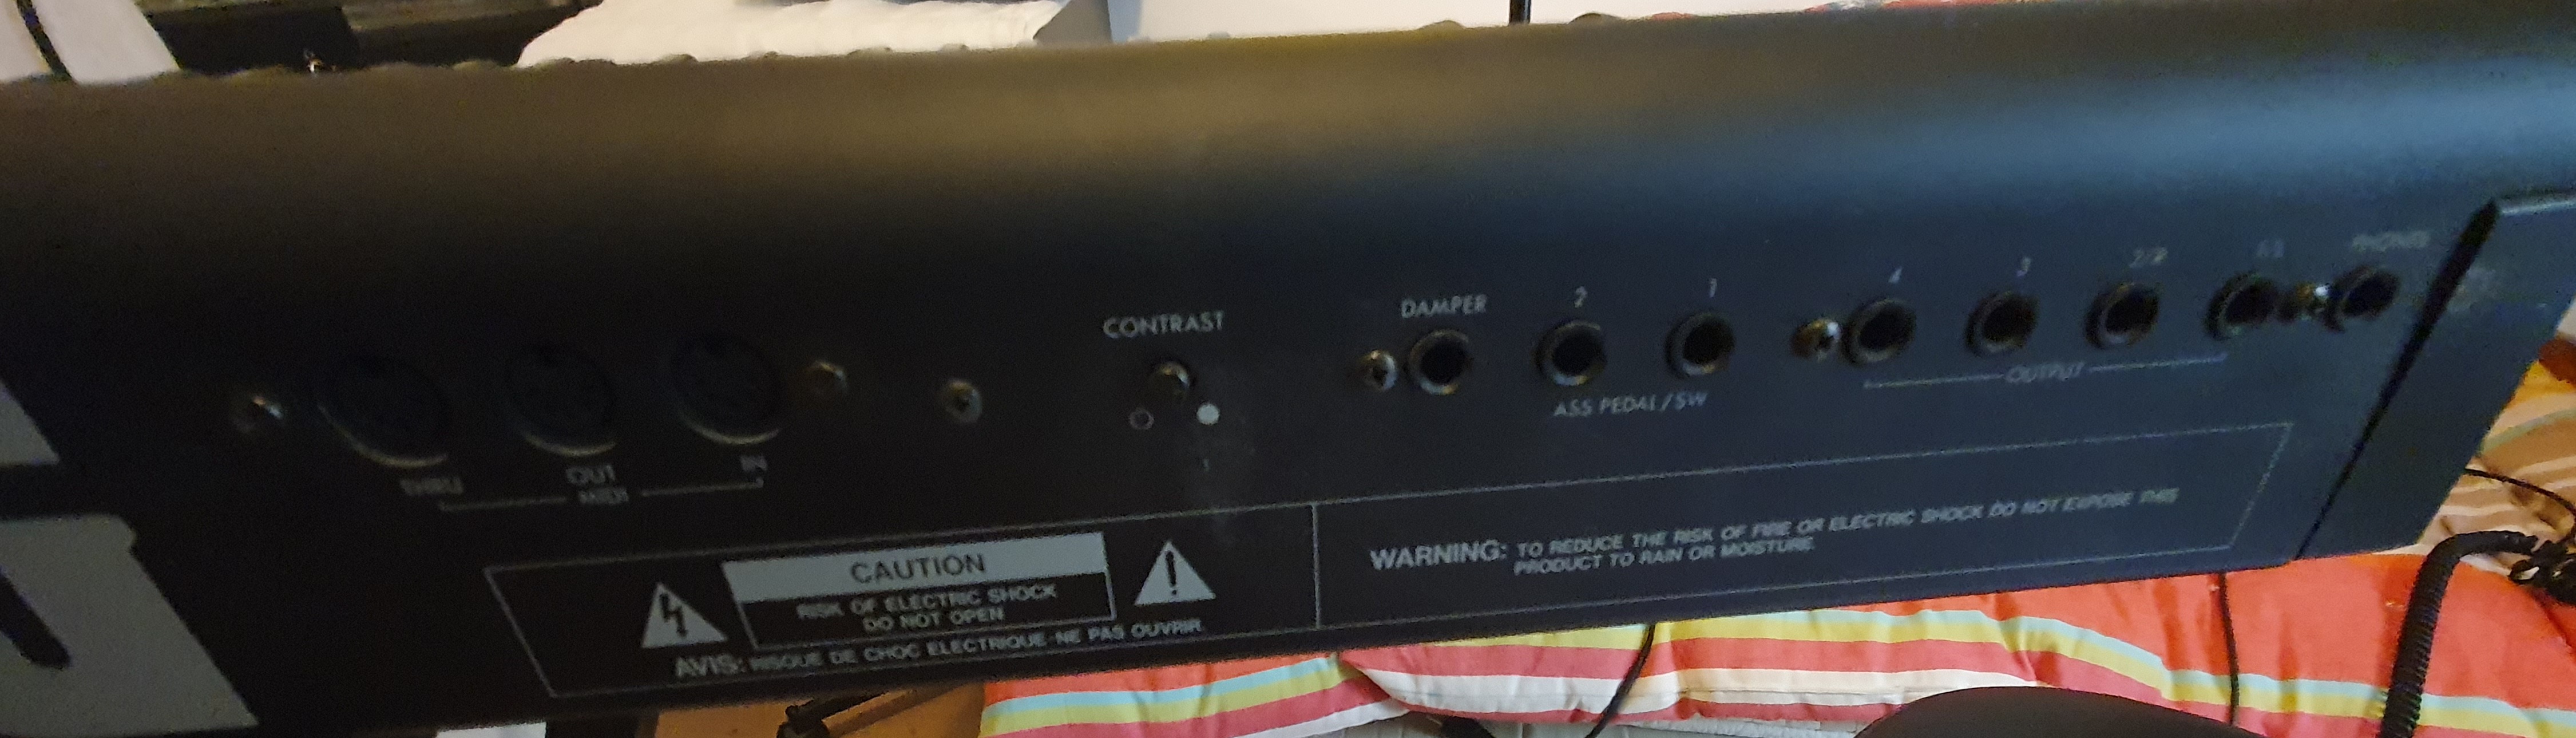 CONTRAST
DAMPER
2
1
4
3
2/R
PHONES
ASS PEDAL/SW
OUTPUT
THRU
OUT
IN
MIDI
CAUTION
RISK OF ELECTRIC SHOCK
DO NOT OPEN
AVIS: RISQUE DE CHOC ELECTRIQUE-NE PAS OUVRIR.
WARNING: TO REDUCE THE RISK OF FIRE OR ELECTRIC SHOCK DO NOT EXPOSE THIS
PRODUCT TO RAIN OR MOISTURE.